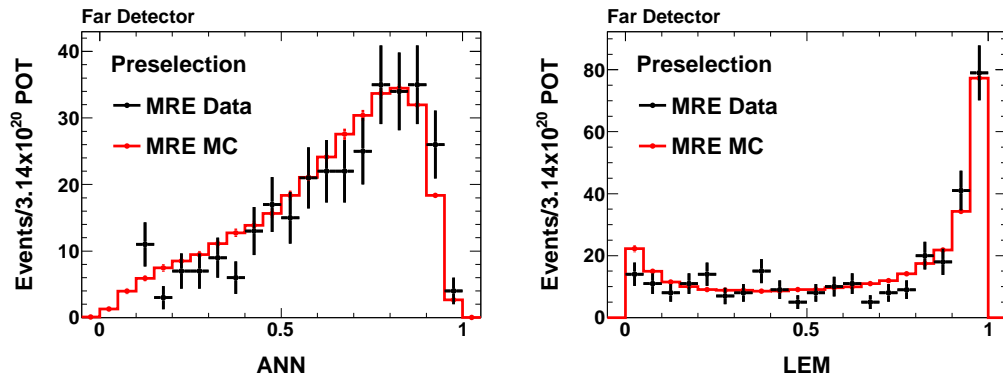 Far Detector
Events/3.14x10^20 POT
Preselection
MRE Data
MRE MC
0
10
20
30
40
0
0.5
1
ANN
Far Detector
Events/3.14x10^20 POT
Preselection
MRE Data
MRE MC
0
20
40
60
80
0
0.5
1
LEM